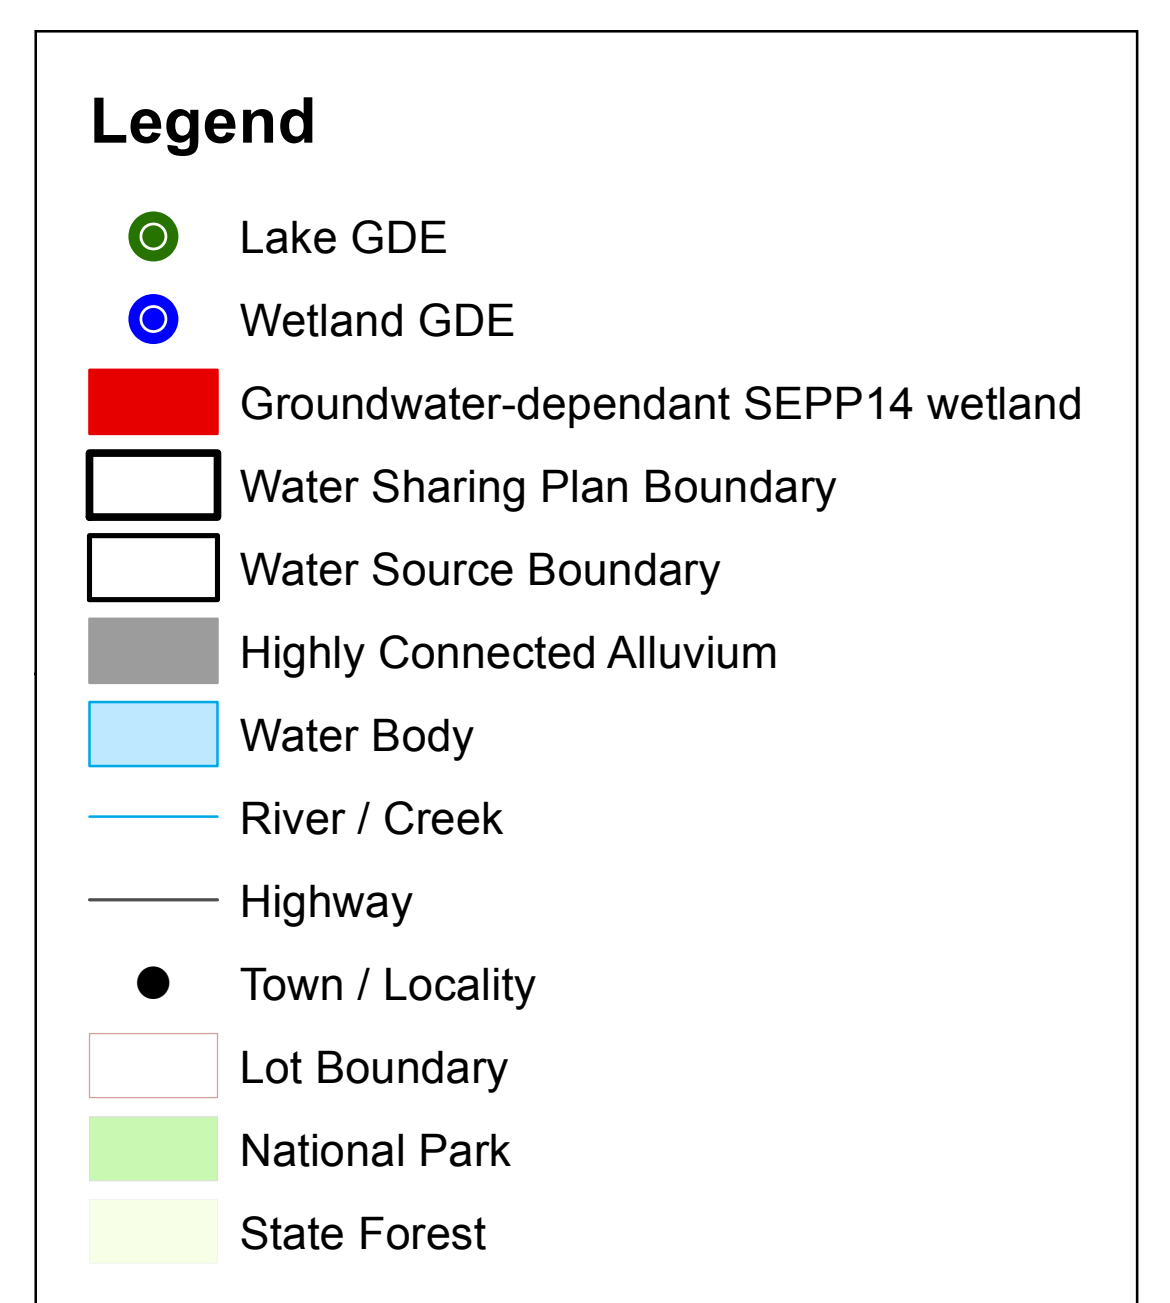 Legend
Lake GDE
Wetland GDE
Groundwater-dependant SEPP14 wetland
Water Sharing Plan Boundary
Water Source Boundary
Highly Connected Alluvium
Water Body
River / Creek
Highway
Town / Locality
Lot Boundary
National Park
State Forest